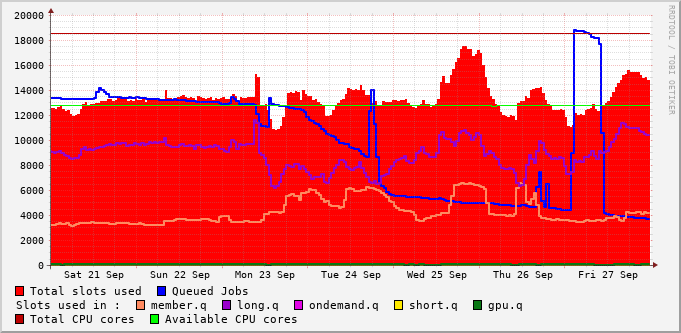 RRDTOOL / TOBI OETIKER
20000
18000
16000
14000
12000
10000
8000
6000
4000
2000
0
Sat 21 Sep Sun 22 Sep Mon 23 Sep Tue 24 Sep Wed 25 Sep Thu 26 Sep Fri 27 Sep
Total slots used Queued Jobs
Slots used in : member.q long.q ondemand.q short.q gpu.q
Total CPU cores Available CPU cores